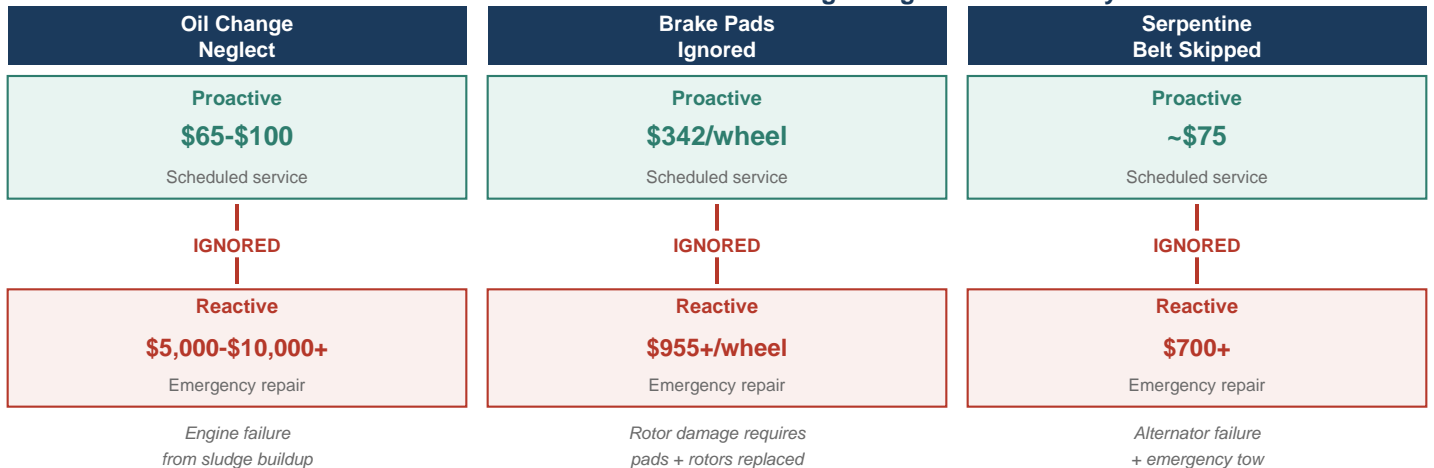 Oil Change
Neglect
Brake Pads
Ignored
Serpentine
Belt Skipped
Proactive
$65-$100
Scheduled service
Proactive
$342/wheel
Scheduled service
Proactive
~$75
Scheduled service
IGNORED
IGNORED
IGNORED
Reactive
$5,000-$10,000+
Emergency repair
Reactive
$955+/wheel
Emergency repair
Reactive
$700+
Emergency repair
Engine failure
from sludge buildup
Rotor damage requires
pads + rotors replaced
Alternator failure
+ emergency tow